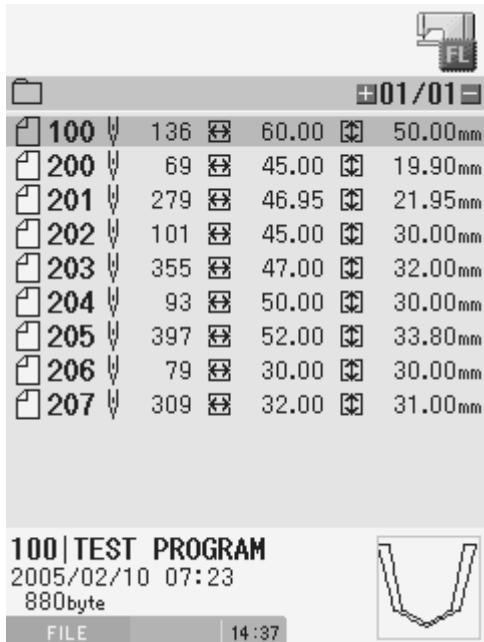 FL
01/01
100 136 60.00 50.00mm
200 69 45.00 19.90mm
201 279 46.95 21.95mm
202 101 45.00 30.00mm
203 355 47.00 32.00mm
204 93 50.00 30.00mm
205 397 52.00 33.80mm
206 79 30.00 30.00mm
207 309 32.00 31.00mm
100|TEST PROGRAM
2005/02/10 07:23
880byte
FILE 14:37